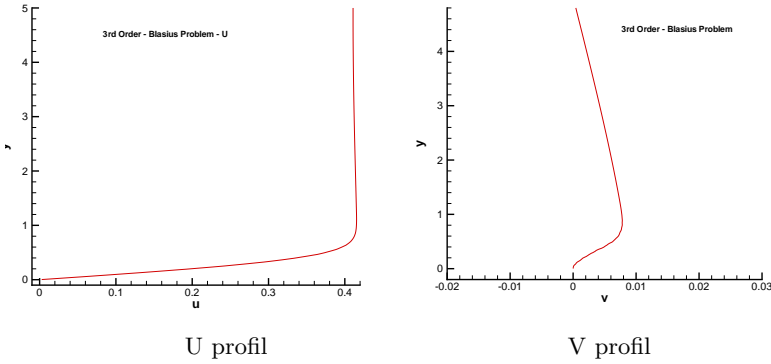 3rd Order - Blasius Problem - U
5
4
3
2
1
0
0 0.1 0.2 0.3 0.4
u
3rd Order - Blasius Problem
y
4
3
2
1
0
-0.02 -0.01 0 0.01 0.02 0.03
v
U profil
V profil